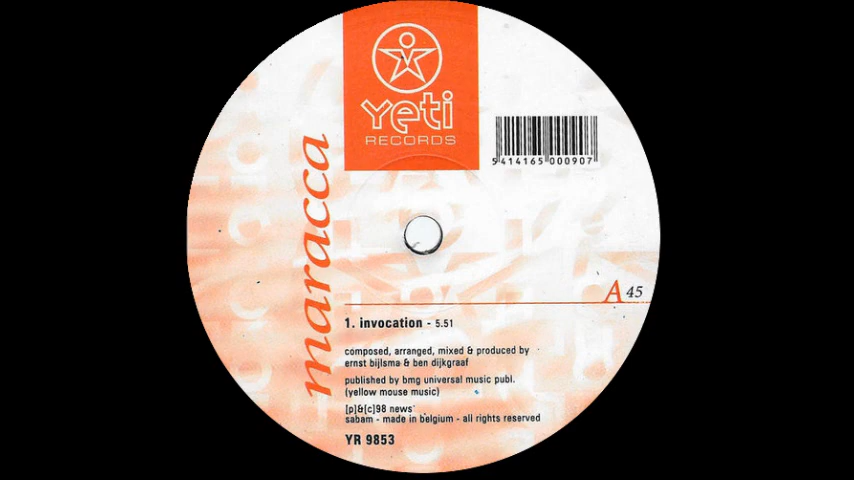 yeti
RECORDS
5 414165 000907
maracca
A 45
1. invocation - 5.51
composed, arranged, mixed & produced by
ernst bijlsma & ben dijkgraaf
published by bmg universal music publ.
(yellow mouse music)
[p]&[c]98 news
sabam - made in belgium - all rights reserved
YR 9853